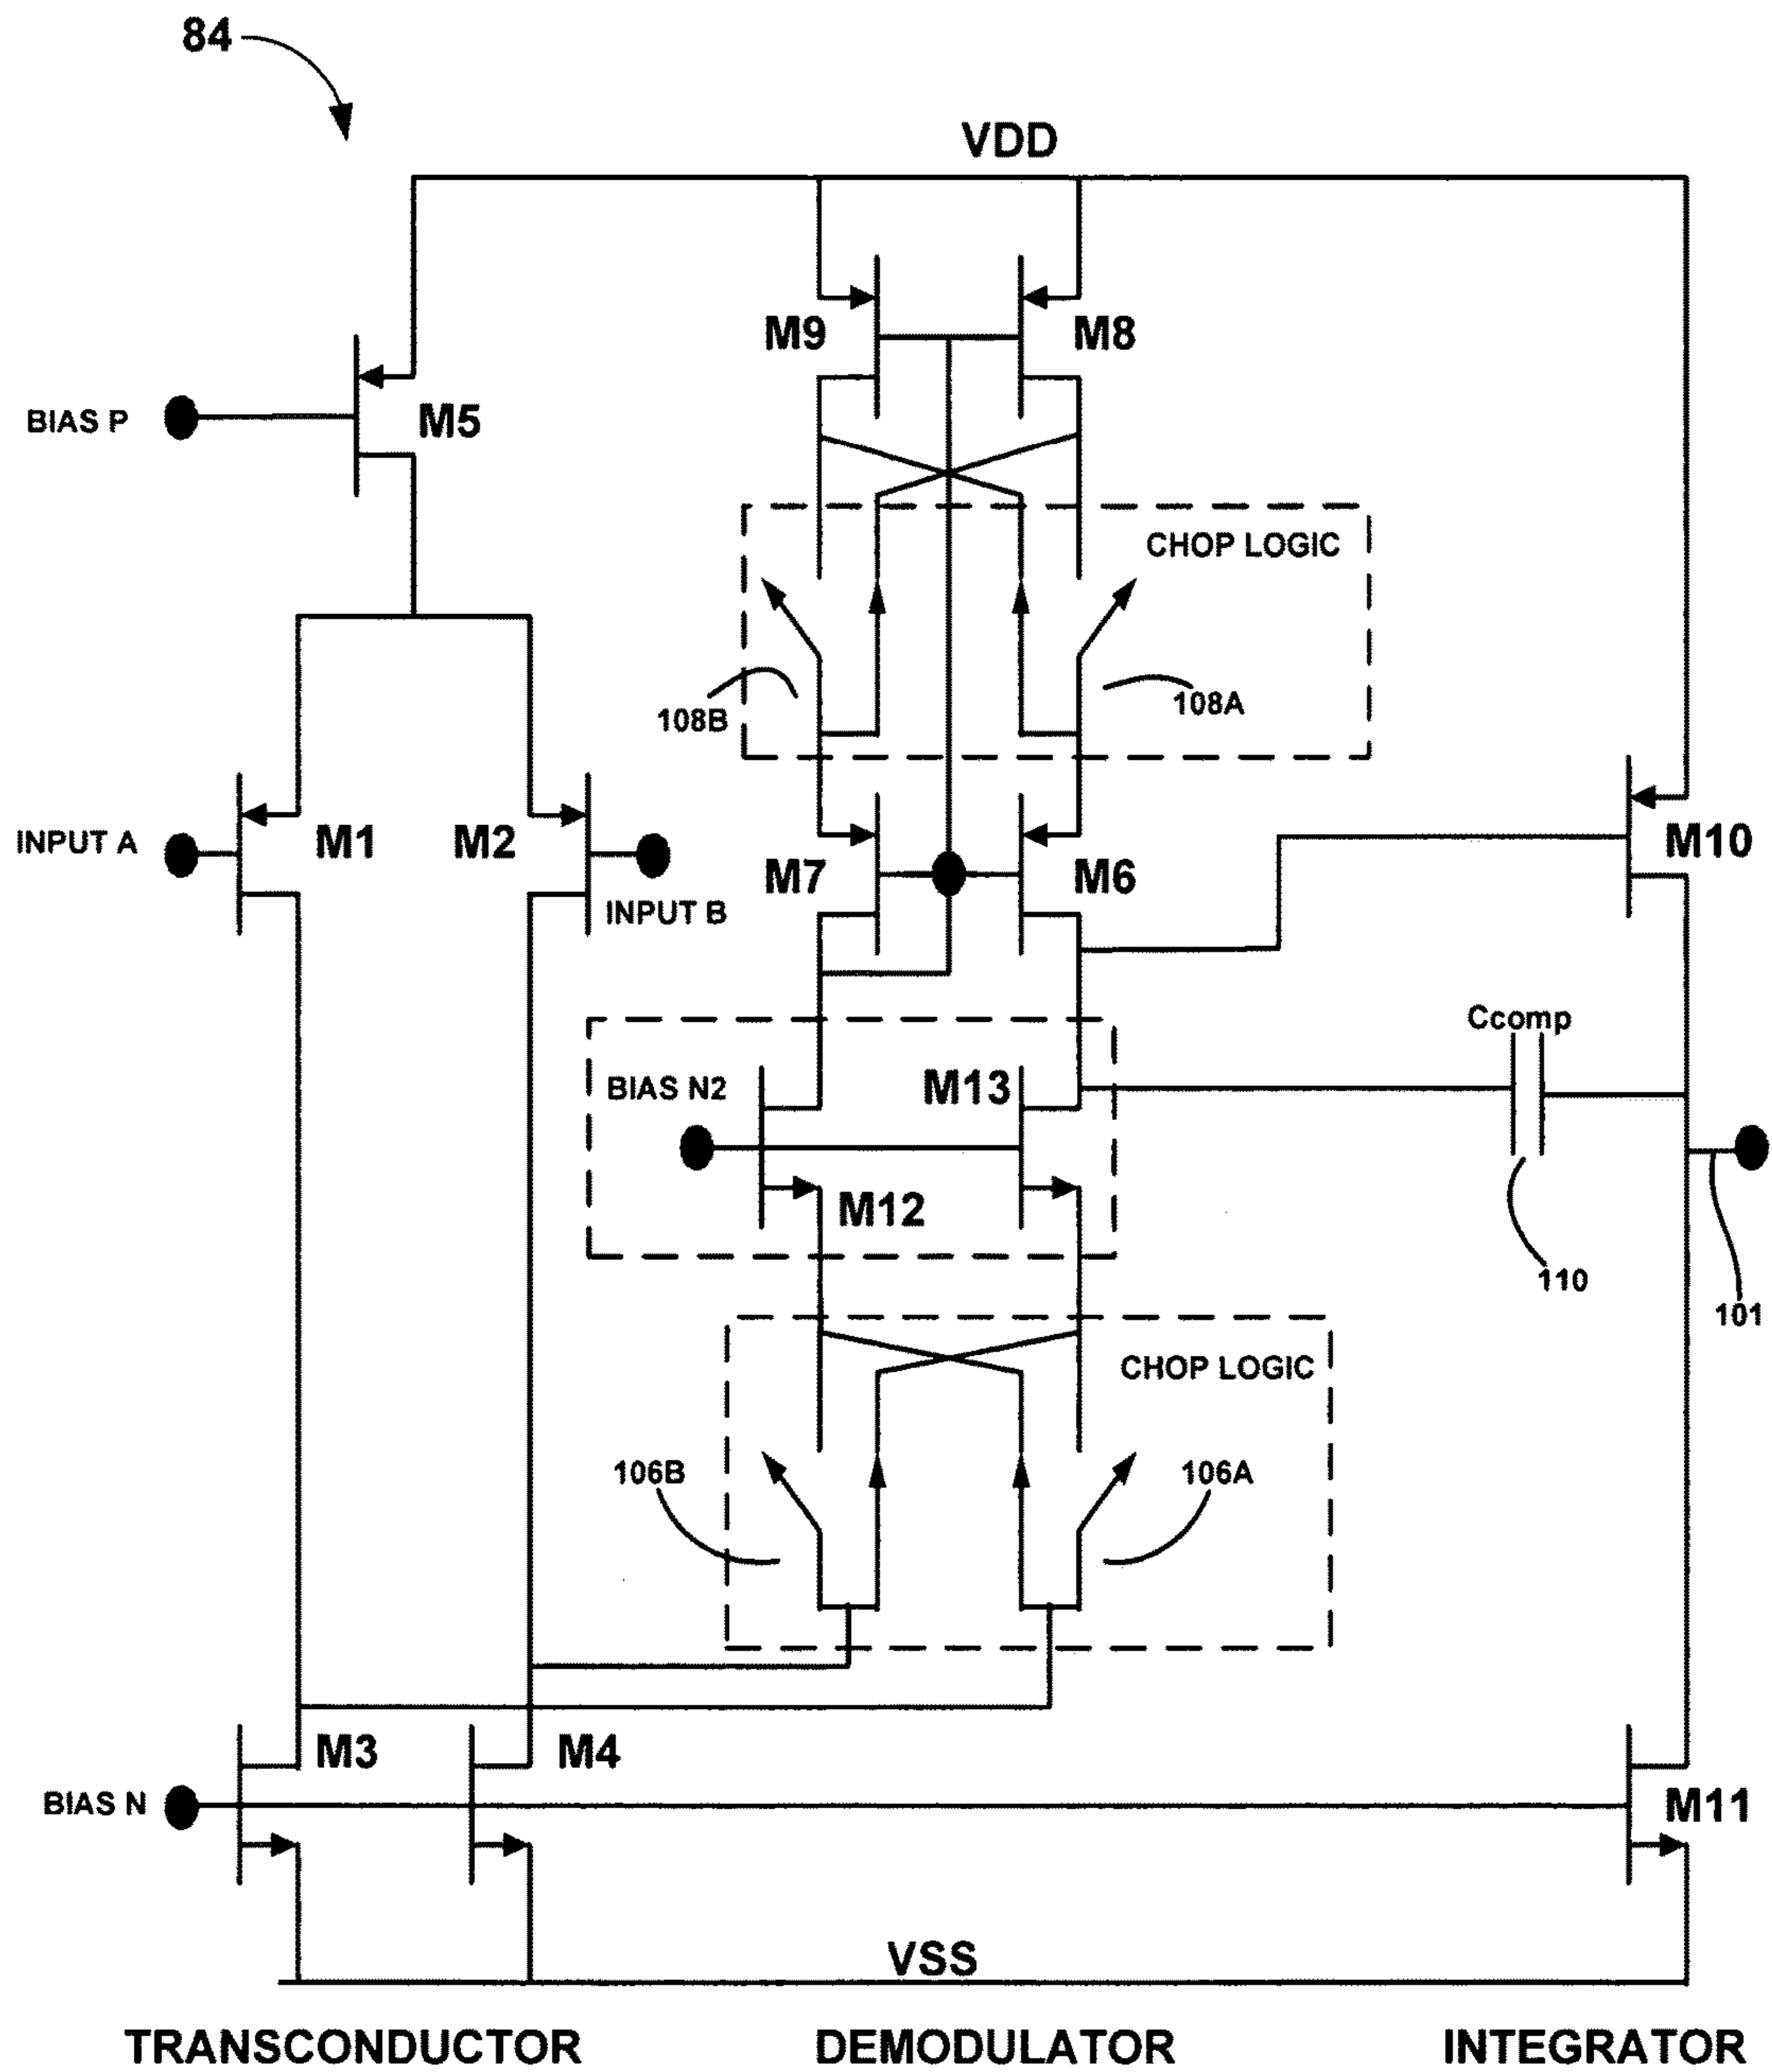 84
VDD
M9
M8
BIAS P
M5
CHOP LOGIC
108B
108A
INPUT A
M1
M2
INPUT B
M7
M6
M10
Ccomp
BIAS N2
M13
M12
110
101
CHOP LOGIC
106B
106A
M3
M4
BIAS N
M11
VSS
TRANSCONDUCTOR
DEMODULATOR
INTEGRATOR